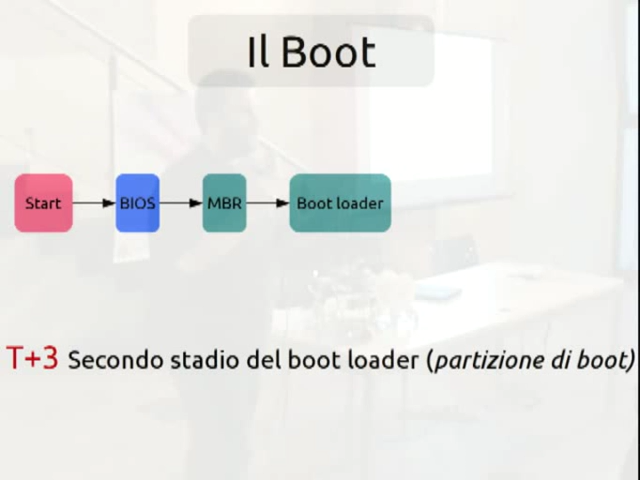 Il Boot
Start BIOS MBR Boot loader
T+3 Secondo stadio del boot loader (partizione di boot)